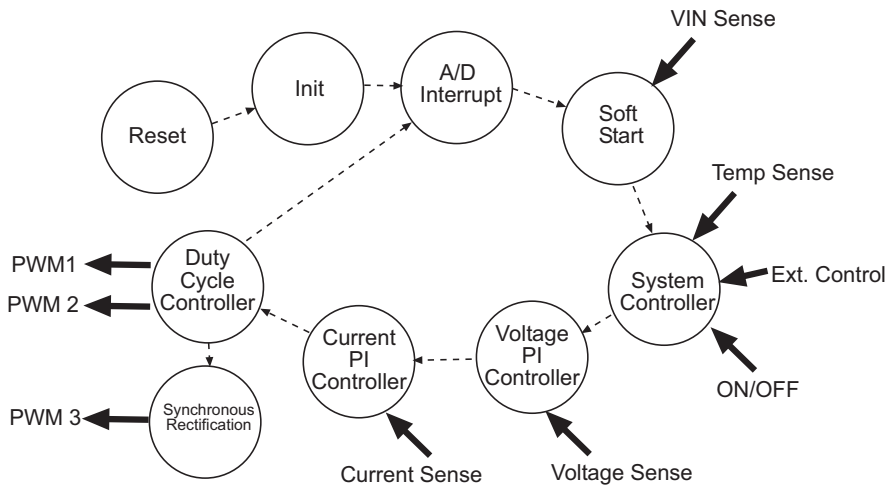 VIN Sense
Init
A/D
Interrupt
Reset
Soft
Start
Temp Sense
PWM1
PWM 2
Duty
Cycle
Controller
System
Controller
Ext. Control
Current
PI
Controller
Voltage
PI
Controller
ON/OFF
PWM 3
Synchronous
Rectification
Current Sense
Voltage Sense